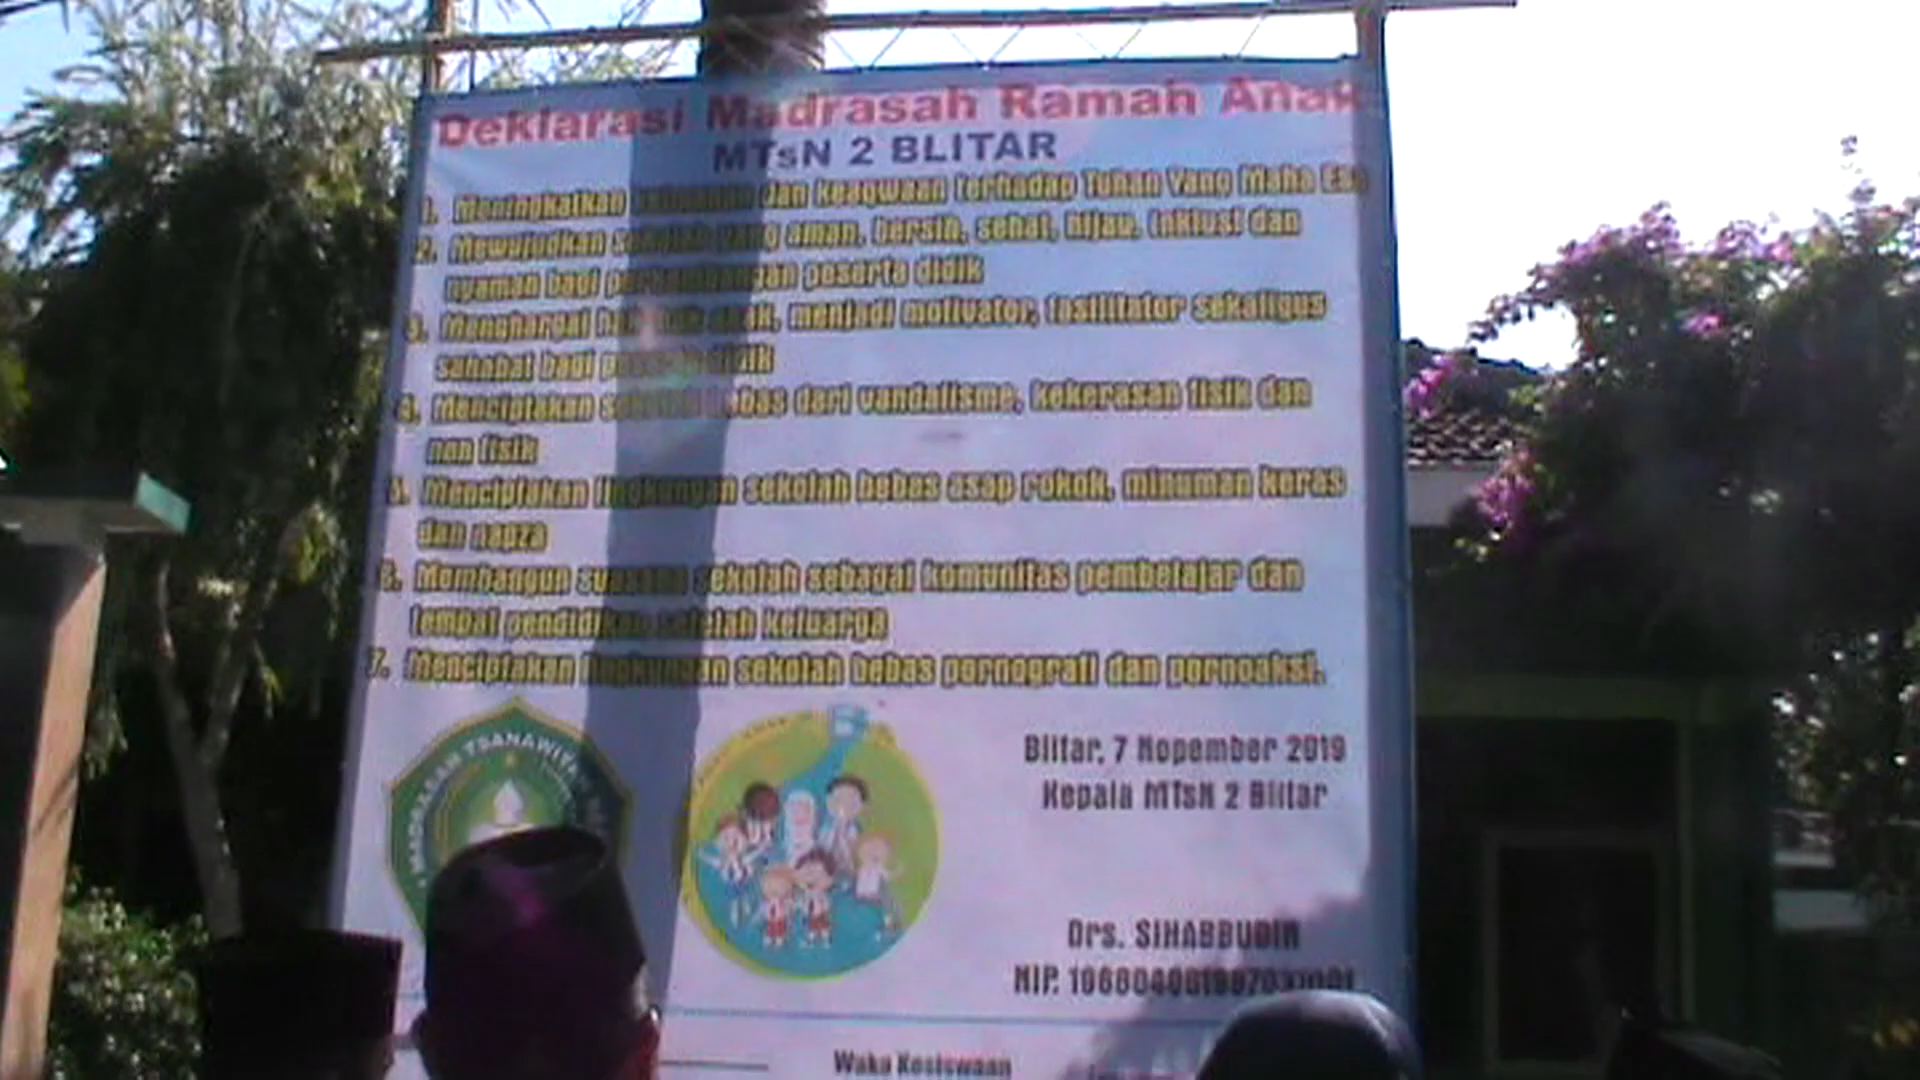 Deklarasi Madrasah Ramah Anak
MTsN 2 BLITAR
1. Meningkatkan keimanan dan keaqwaan terhadap Tuhan Yang Maha Esa
2. Mewujudkan sekolah yang aman, bersih, sehat, hijau, inklusi dan
nyaman bagi perkembangan peserta didik
3. Menghargai hak-hak anak, menjadi motivator, fasilitator sekaligus
sahabat bagi peserta didik
4. Menciptakan sekolah bebas dari vandalisme, kekerasan fisik dan
non fisik
5. Menciptakan lingkungan sekolah bebas asap rokok, minuman keras
dan napza
6. Membangun suasana sekolah sebagai komunitas pembelajar dan
tempat pendidikan setelah keluarga
7. Menciptakan lingkungan sekolah bebas pornografi dan pornoaksi.
MADRASAH TSANAWIYAH
Blitar, 7 Nopember 2019
Kepala MTsN 2 Blitar
Drs. SIHABBUDIN
NIP.
Waka Kesiswaan